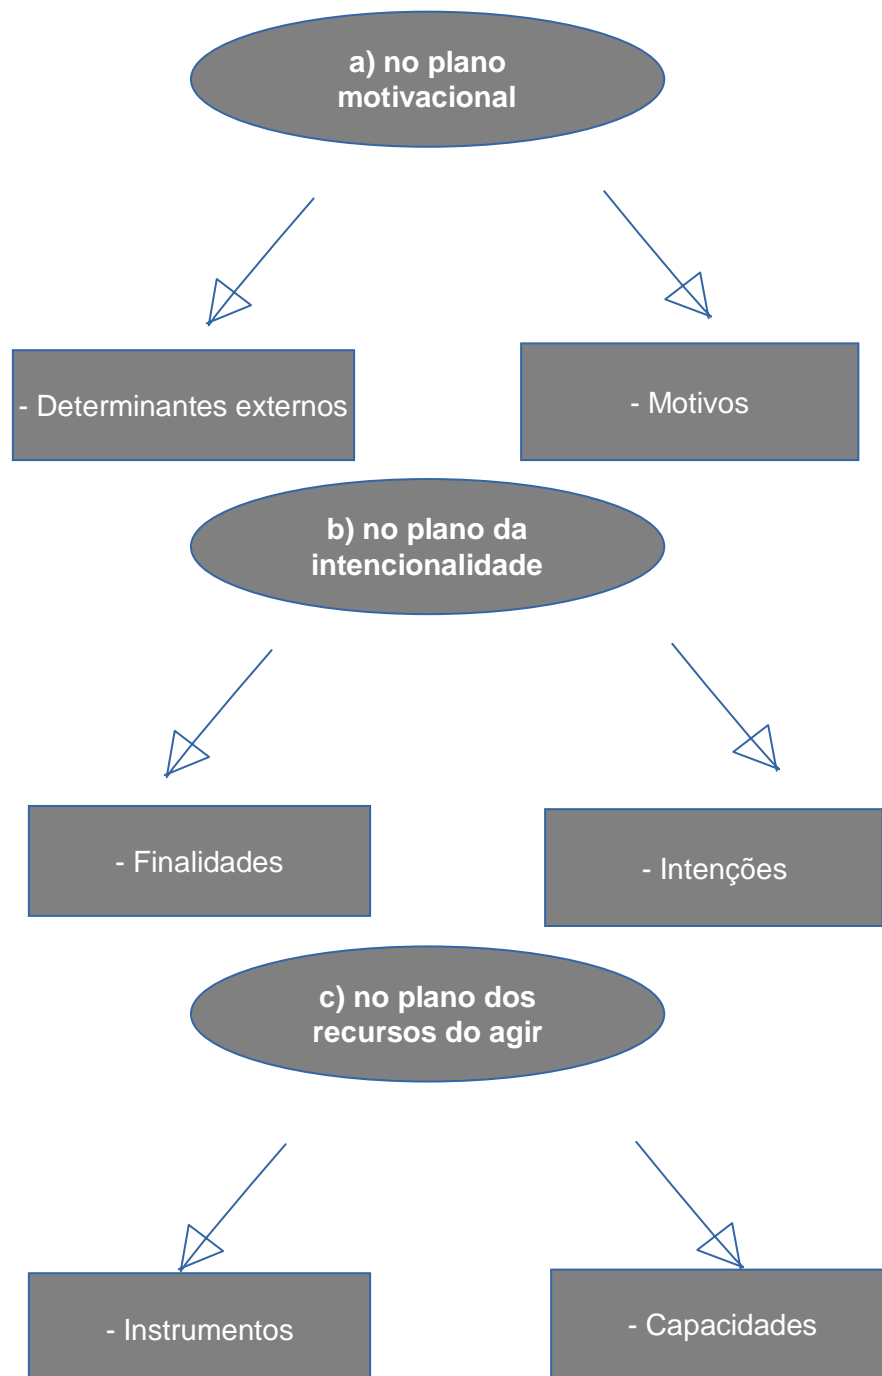 a) no plano
motivacional
- Determinantes externos
- Motivos
b) no plano da
intencionalidade
- Finalidades
- Intenções
c) no plano dos
recursos do agir
- Instrumentos
- Capacidades